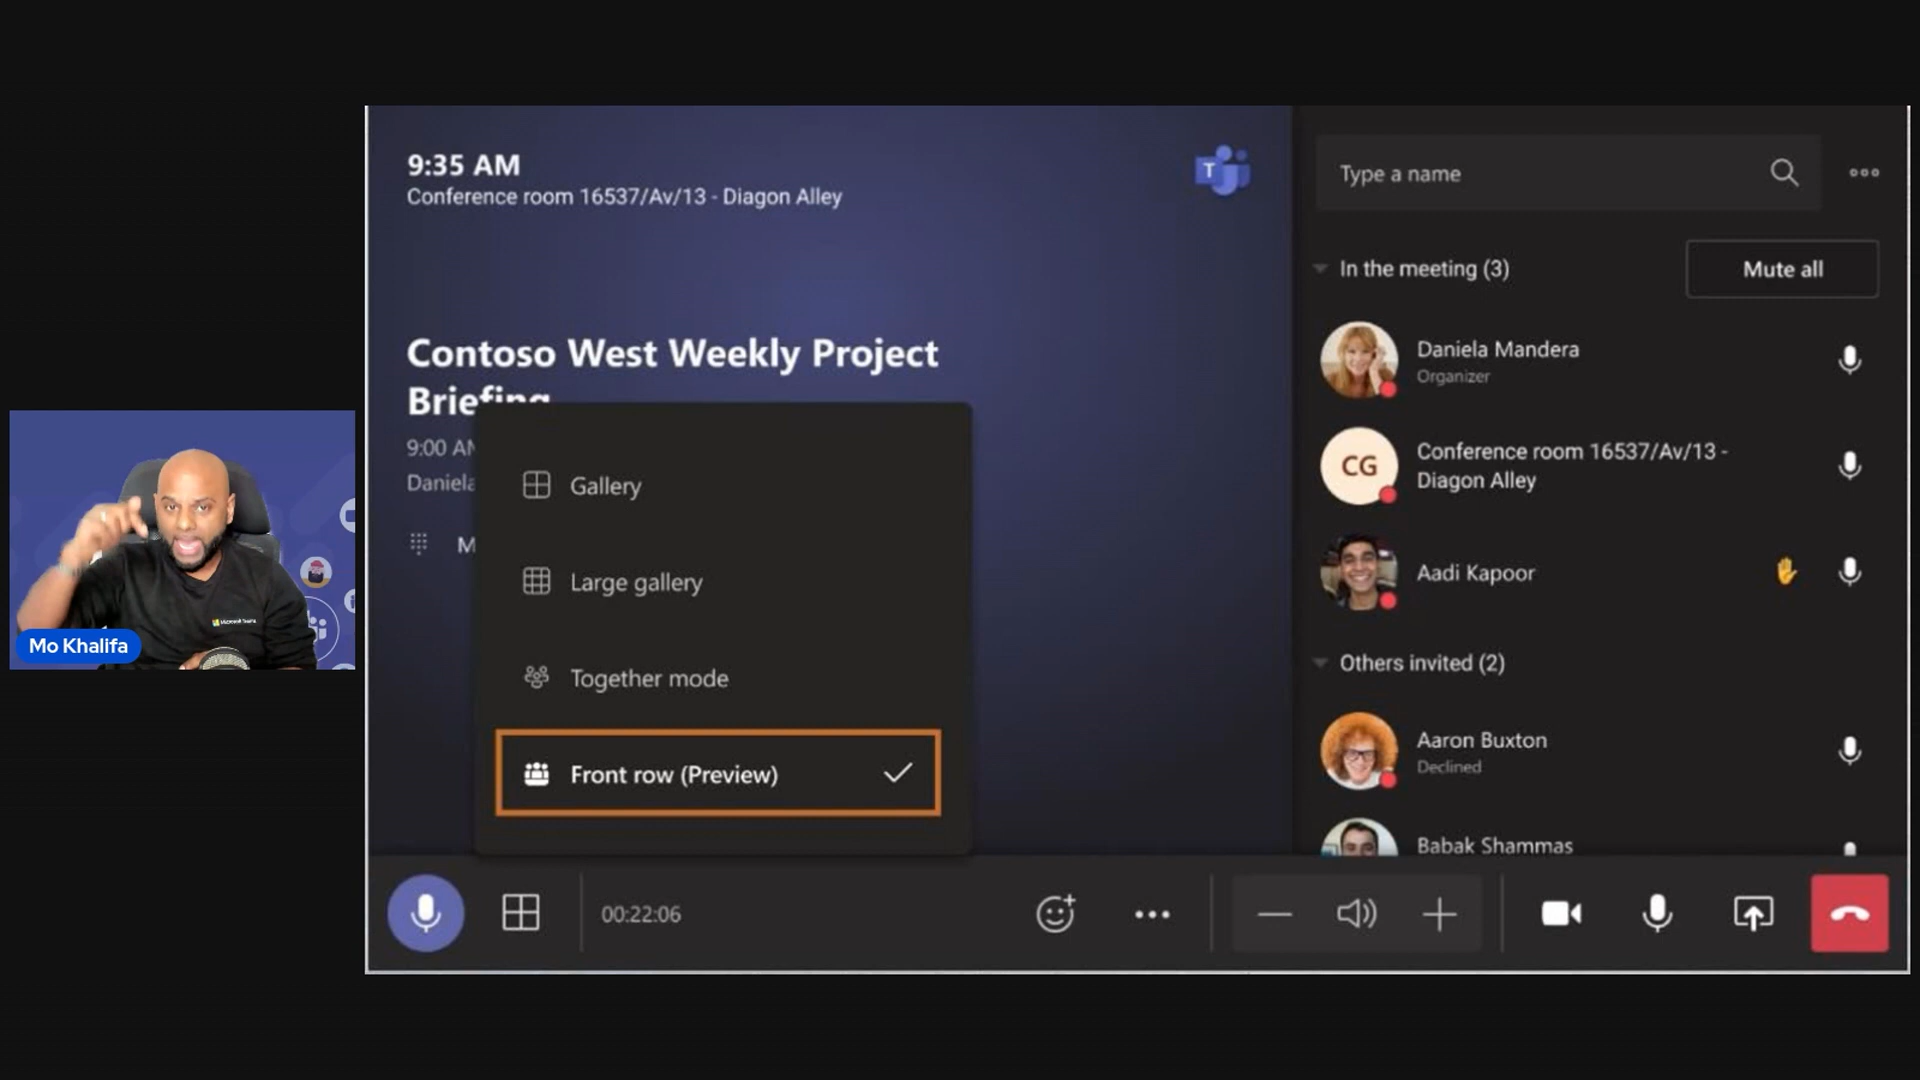 9:35 AM
Conference room 16537/Av/13 - Diagon Alley
T
Contoso West Weekly Project
Briefing
9:00 AM
Daniela
M
Gallery
Large gallery
Together mode
Front row (Preview)
00:22:06
Type a name
In the meeting (3)
Mute all
Daniela Mandera
Organizer
CG
Conference room 16537/Av/13 -
Diagon Alley
Aadi Kapoor
Others invited (2)
Aaron Buxton
Declined
Babak Shammas
Microsoft Teams
Mo Khalifa